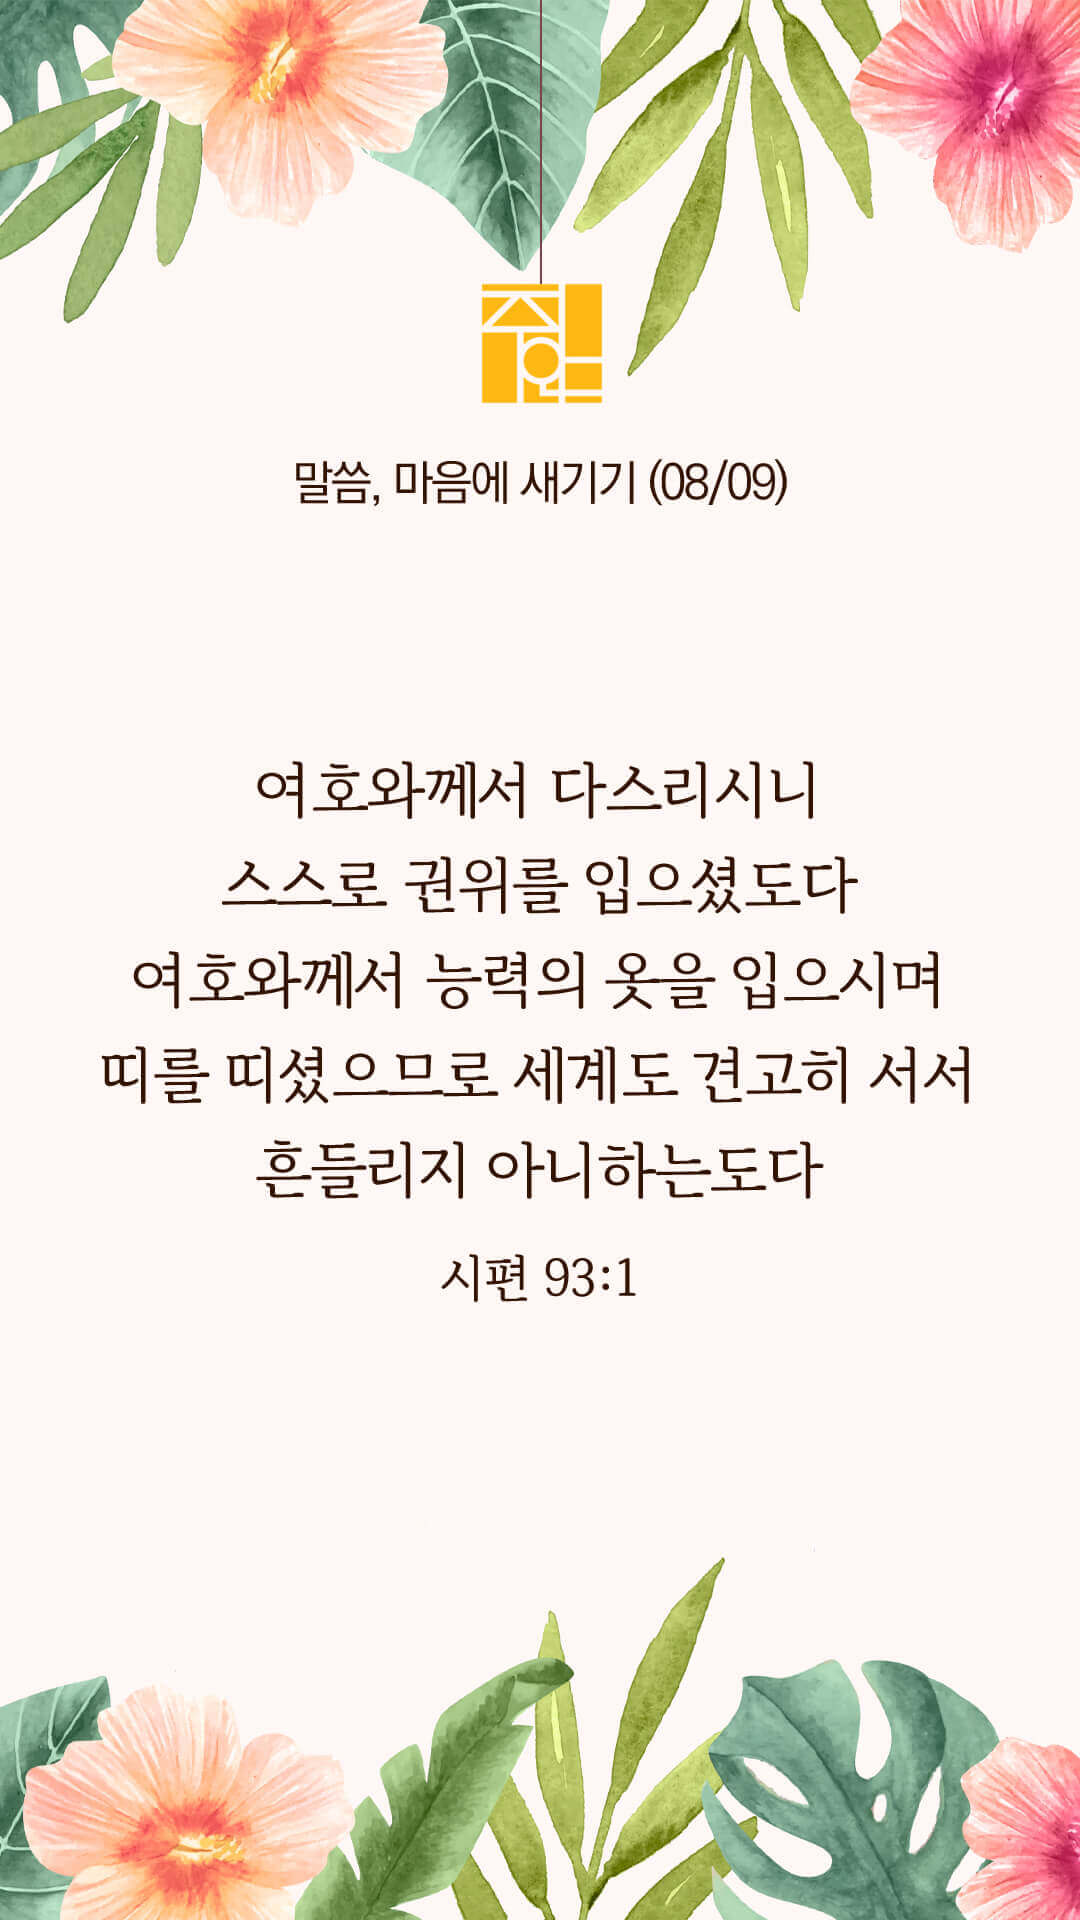 주인
말씀, 마음에 새기기 (08/09)
여호와께서 다스리시니
스스로 권위를 입으셨도다
여호와께서 능력의 옷을 입으시며
띠를 띠셨으므로 세계도 견고히 서서
흔들리지 아니하는도다
시편 93:1